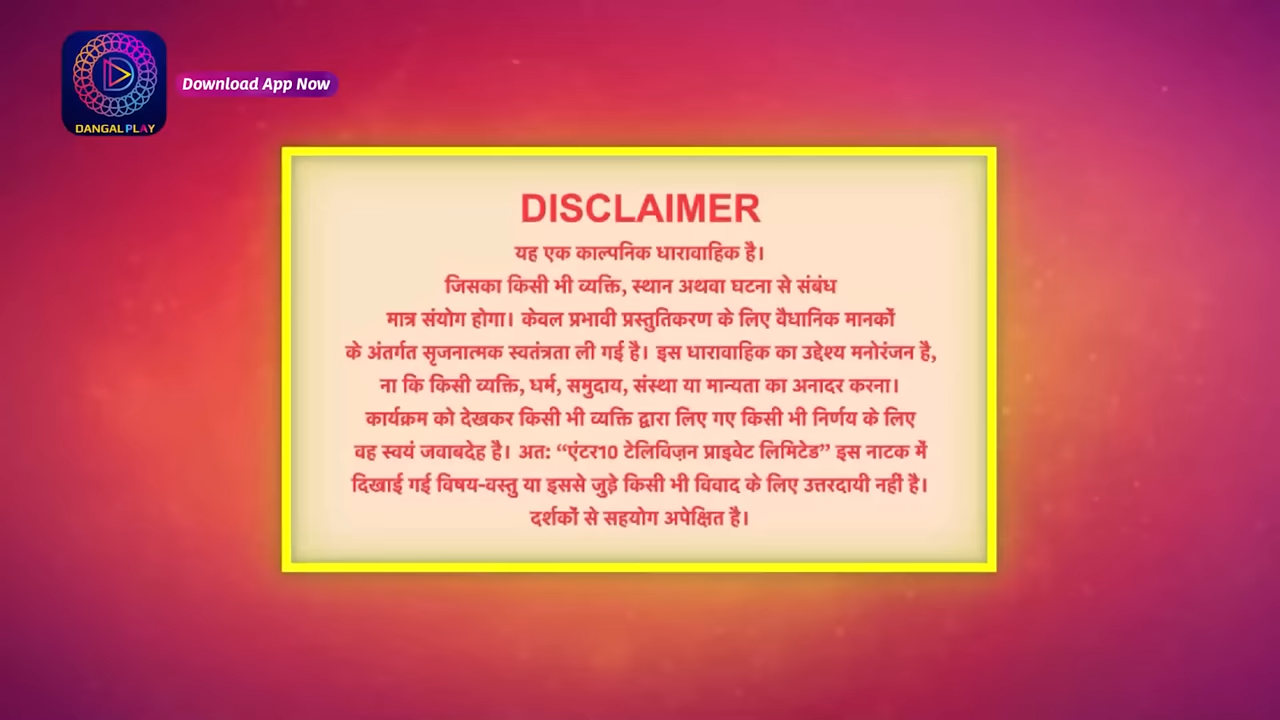 DANGAL PLAY
Download App Now
DISCLAIMER
यह एक काल्पनिक धारावाहिक है।
जिसका किसी भी व्यक्ति, स्थान अथवा घटना से संबंध
मात्र संयोग होगा। केवल प्रभावी प्रस्तुतिकरण के लिए वैधानिक मानकों
के अंतर्गत सृजनात्मक स्वतंत्रता ली गई है। इस धारावाहिक का उद्देश्य मनोरंजन है,
ना कि किसी व्यक्ति, धर्म, समुदाय, संस्था या मान्यता का अनादर करना।
कार्यक्रम को देखकर किसी भी व्यक्ति द्वारा लिए गए किसी भी निर्णय के लिए
वह स्वयं जवाबदेह है। अत: “एंटर10 टेलिविज़न प्राइवेट लिमिटेड” इस नाटक में
दिखाई गई विषय-वस्तु या इससे जुड़े किसी भी विवाद के लिए उत्तरदायी नहीं है।
दर्शकों से सहयोग अपेक्षित है।